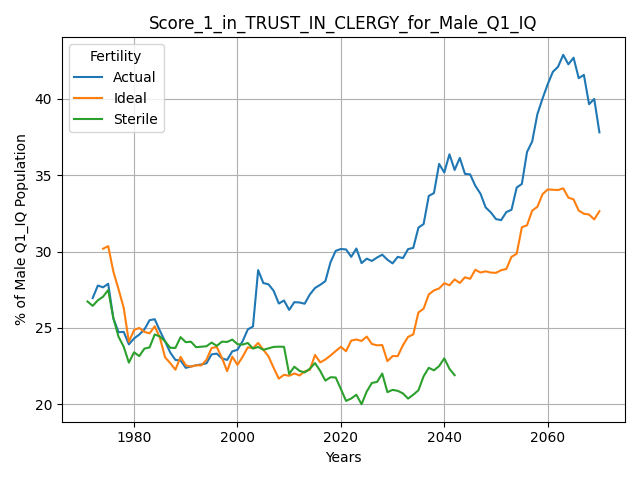 Score_1_in_TRUST_IN_CLERGY_for_Male_Q1_IQ
Fertility
Actual
Ideal
Sterile
% of Male Q1_IQ Population
40
35
30
25
20
1980
2000
2020
2040
2060
Years